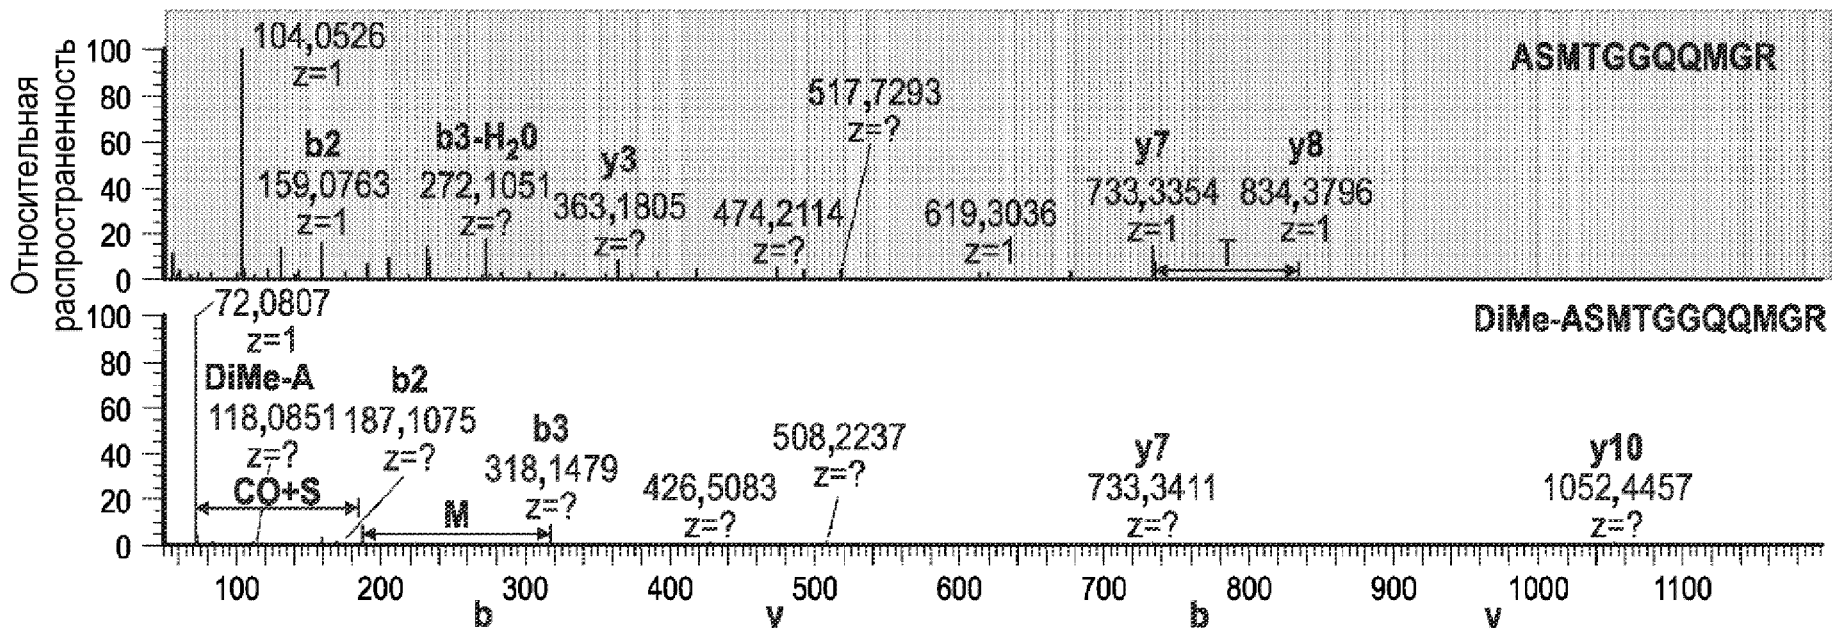 Относительная
распространенность
100
80
60
40
20
0
104,0526
z=1
b2
159,0763
z=1
b3-H20
272,1051
z=?
y3
363,1805
z=?
474,2114
z=?
517,7293
z=?
619,3036
z=1
y7
733,3354
z=1
y8
834,3796
z=1
T
ASMTGGQQMGR
100
80
60
40
20
0
72,0807
z=1
DiMe-A
118,0851
z=?
CO+S
b2
187,1075
z=?
M
b3
318,1479
z=?
426,5083
z=?
508,2237
z=?
y7
733,3411
z=?
y10
1052,4457
z=?
DiMe-ASMTGGQQMGR
100 200 300 400 500 600 700 800 900 1000 1100
b y b v